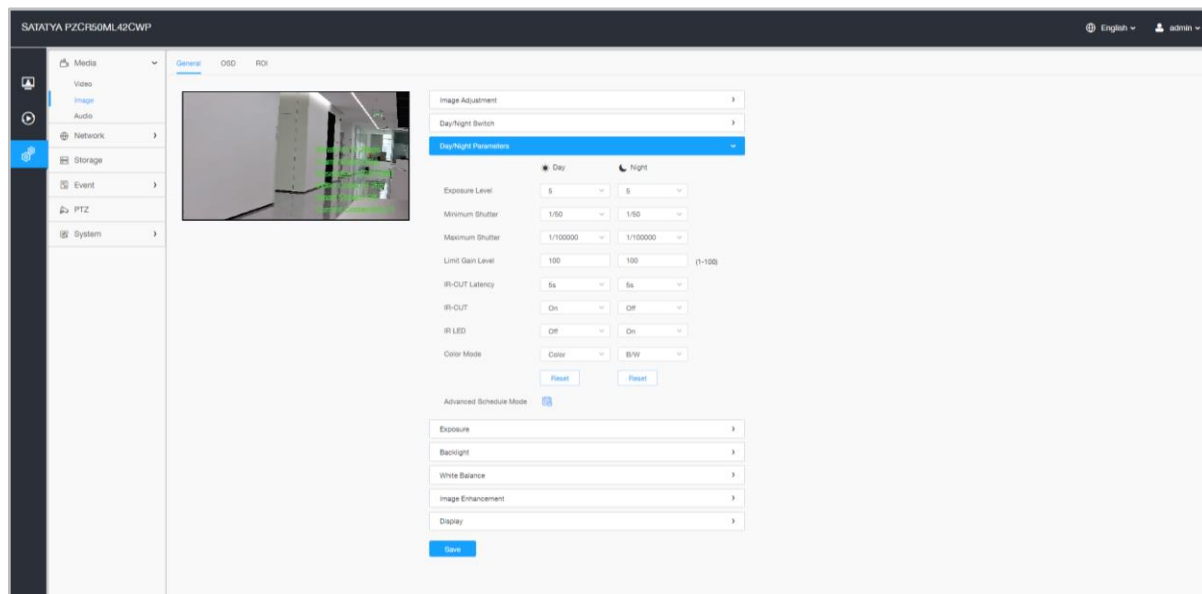 SATATYA PZCR50ML42CWP
English
admin
Media
Video
Image
Audio
Network
Storage
Event
PTZ
System
General OSD ROI
Image Adjustment
Day/Night Switch
Day/Night Parameters
Day Night
Exposure Level 5 5
Minimum Shutter 1/50 1/50
Maximum Shutter 1/100000 1/100000
Limit Gain Level 100 100 (1~100)
IR-CUT Latency 5s 5s
IR-CUT On Off
IR LED Off On
Color Mode Color B/W
Reset Reset
Advanced Schedule Mode
Exposure
Backlight
White Balance
Image Enhancement
Display
Save